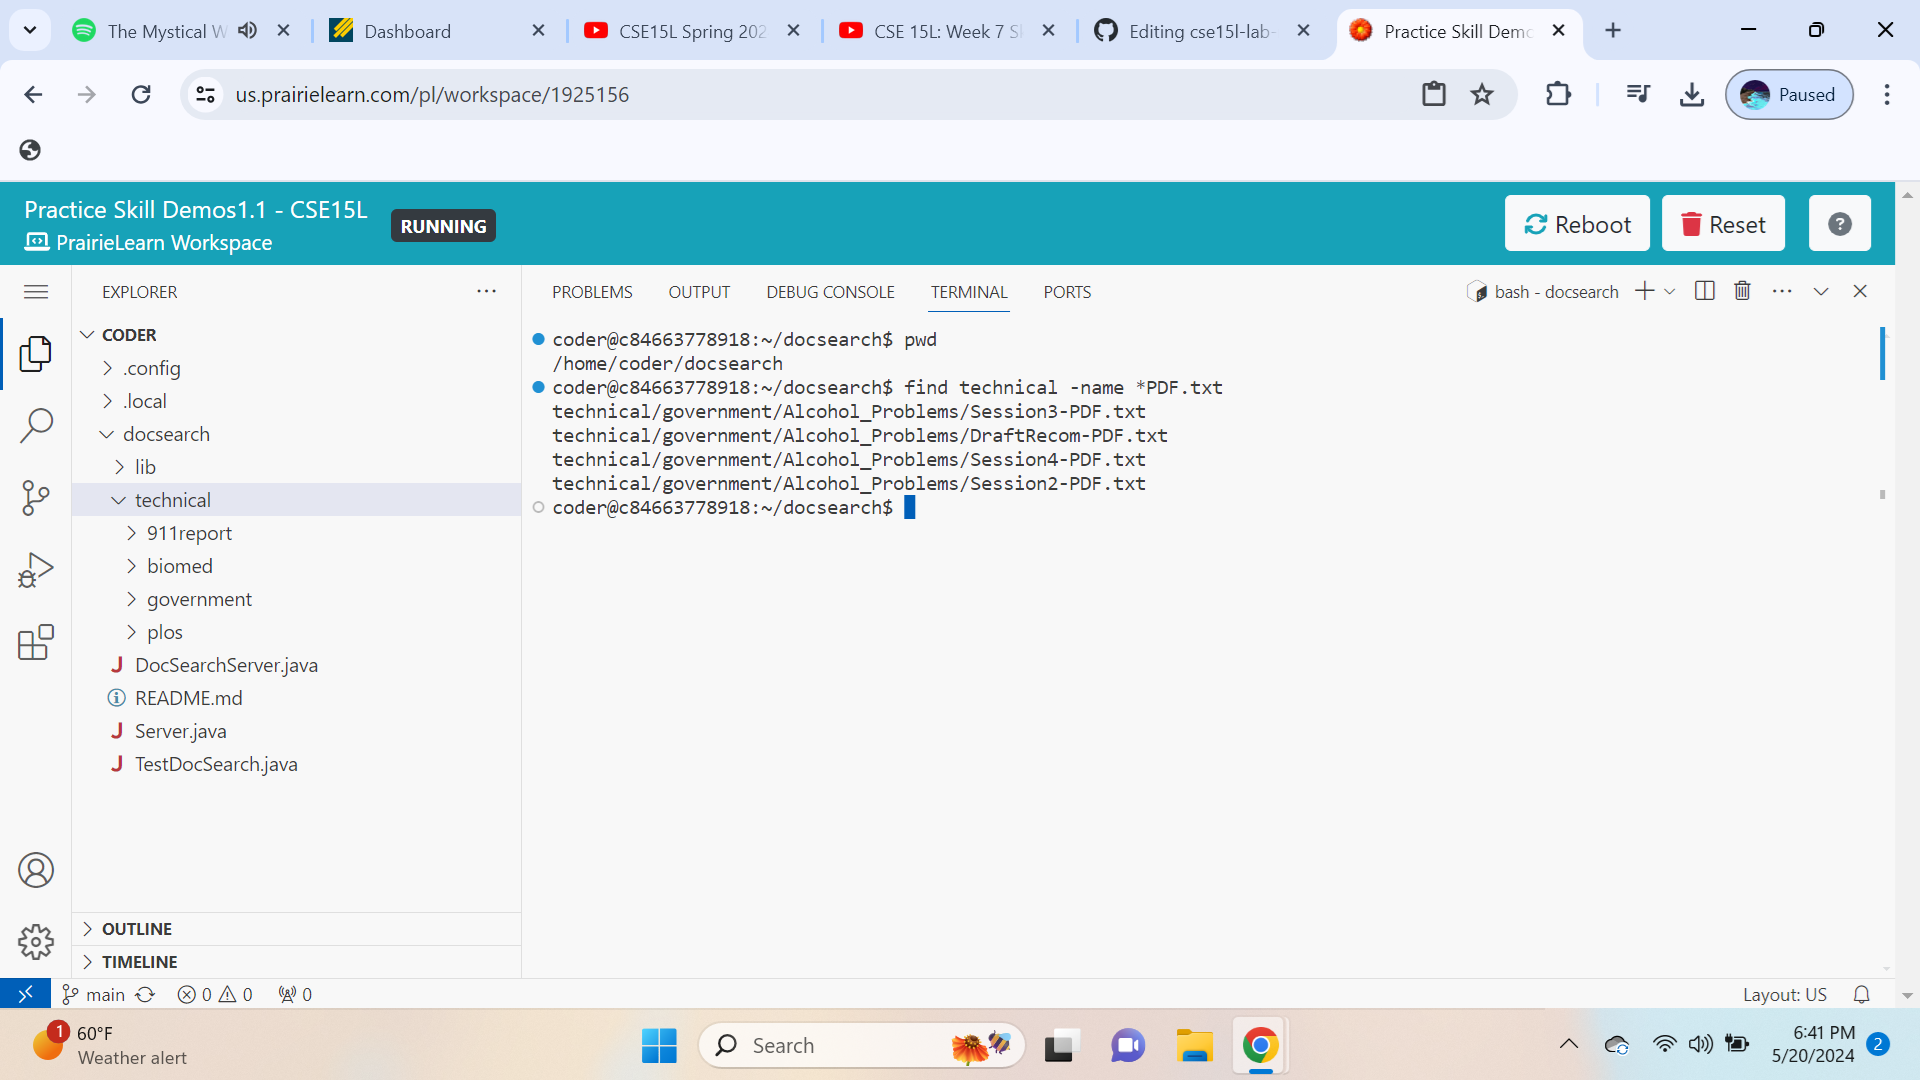 The Mystical W
Dashboard
CSE15L Spring 202
CSE 15L: Week 7 Sk
Editing cse15l-lab-
Practice Skill Demo
us.prairielearn.com/pl/workspace/1925156
Paused
Practice Skill Demos1.1 - CSE15L
PrairieLearn Workspace
RUNNING
Reboot
Reset
?
EXPLORER
...
PROBLEMS
OUTPUT
DEBUG CONSOLE
TERMINAL
PORTS
bash - docsearch
...
CODER
.config
.local
docsearch
lib
technical
911report
biomed
government
plos
J DocSearchServer.java
README.md
J Server.java
J TestDocSearch.java
OUTLINE
TIMELINE
coder@c84663778918:~/docsearch$ pwd
/home/coder/docsearch
coder@c84663778918:~/docsearch$ find technical -name *PDF.txt
technical/government/Alcohol_Problems/Session3-PDF.txt
technical/government/Alcohol_Problems/DraftRecom-PDF.txt
technical/government/Alcohol_Problems/Session4-PDF.txt
technical/government/Alcohol_Problems/Session2-PDF.txt
coder@c84663778918:~/docsearch$
main
0
0
0
Layout: US
1
60°F
Weather alert
Search
6:41 PM
5/20/2024
2